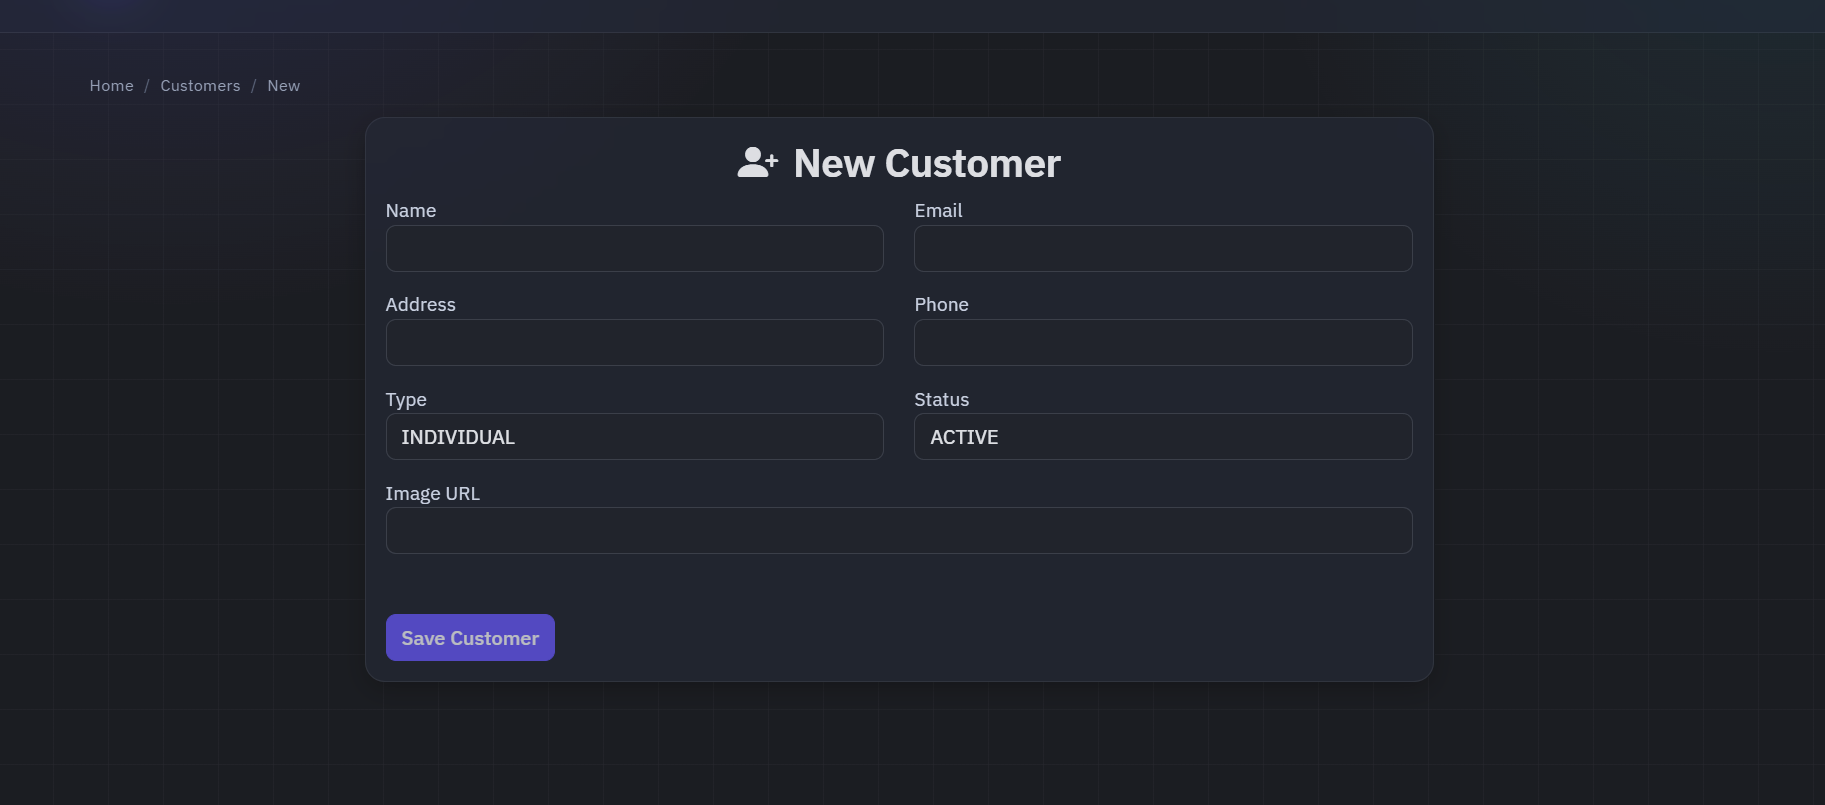 Home / Customers / New
New Customer
Name
Email
Address
Phone
Type
Status
INDIVIDUAL
ACTIVE
Image URL
Save Customer